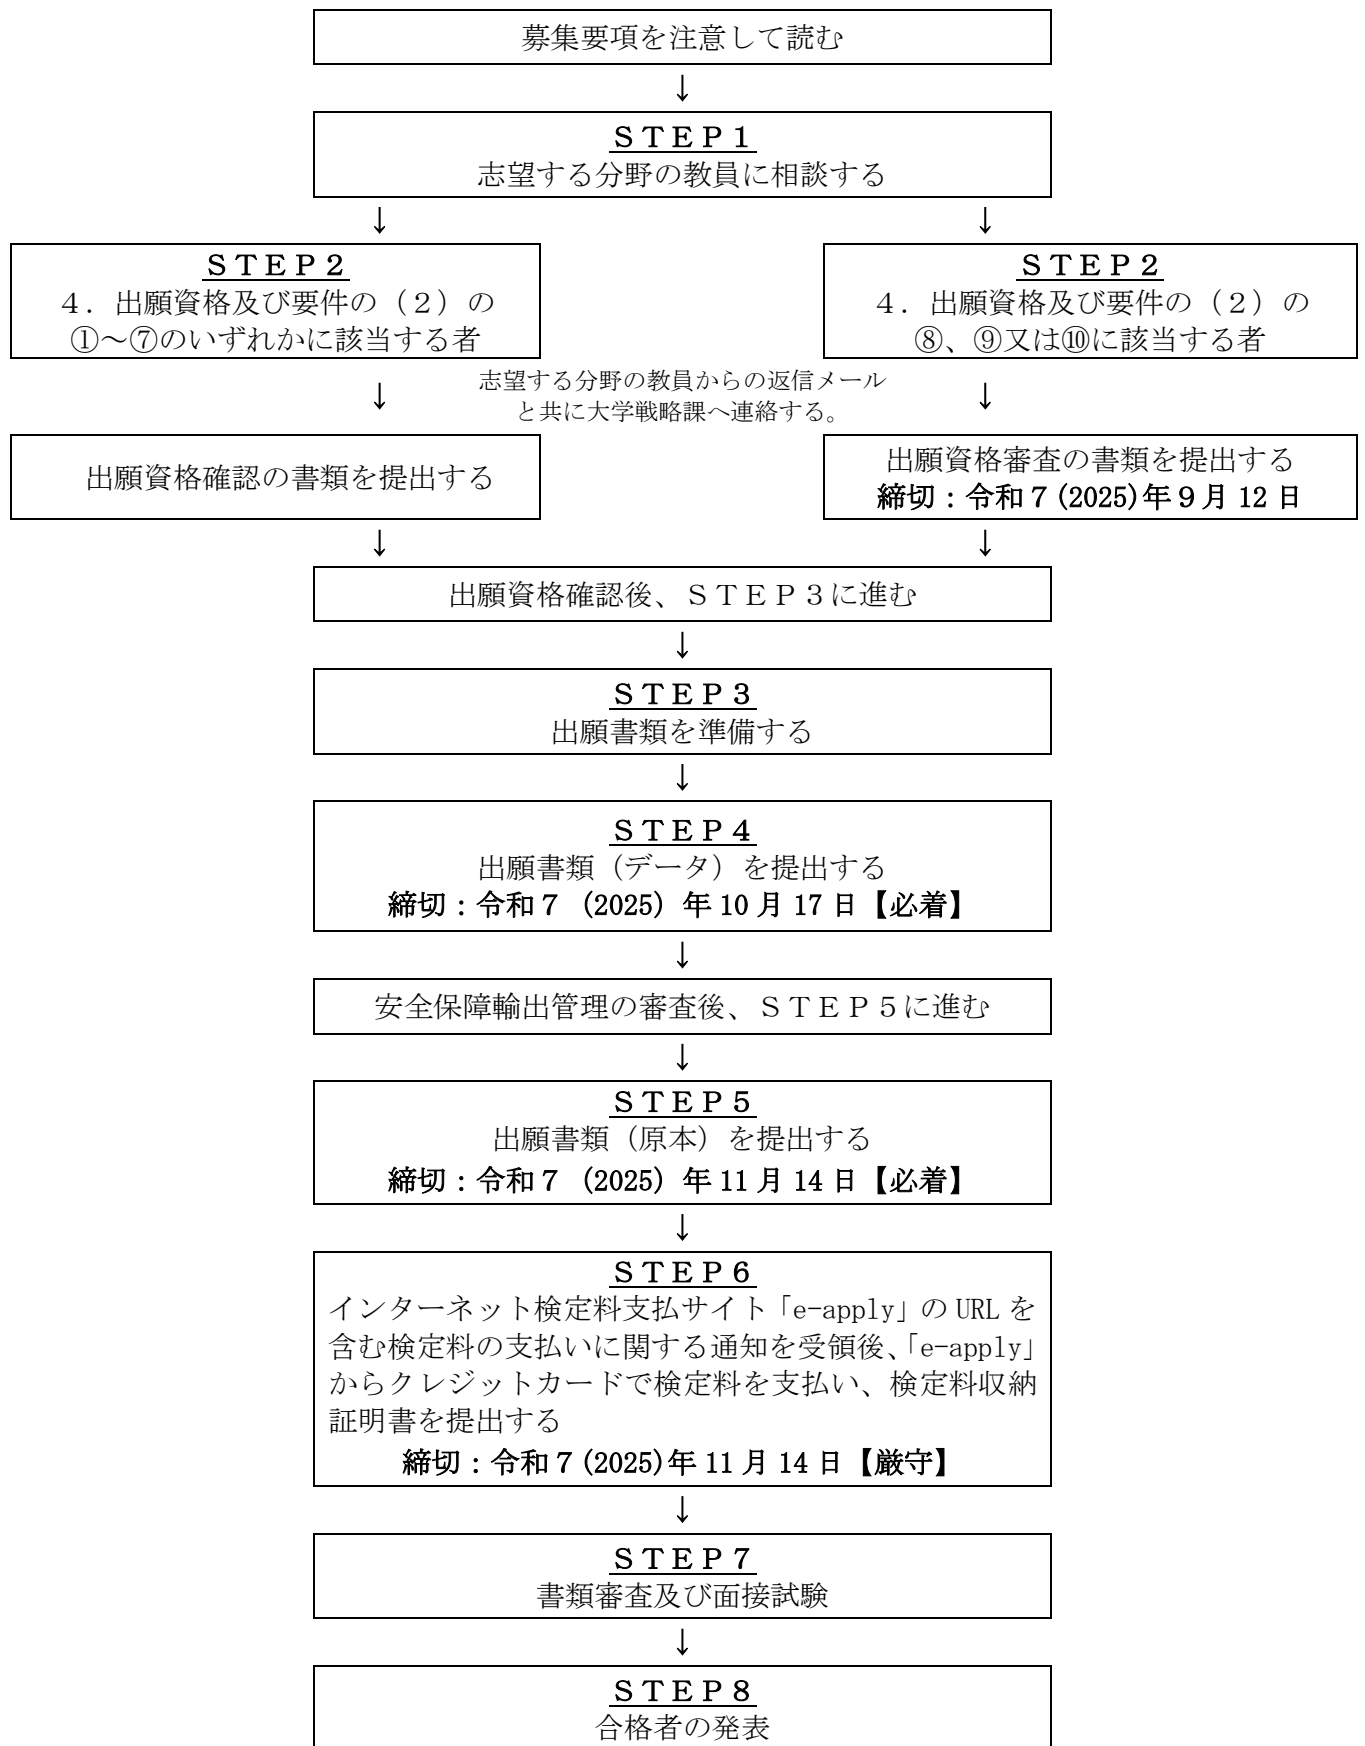 募集要項を注意して読む
↓
ＳＴＥＰ１
志望する分野の教員に相談する
↓
↓
ＳＴＥＰ２
４．出願資格及び要件の（２）の
①～⑦のいずれかに該当する者
ＳＴＥＰ２
４．出願資格及び要件の（２）の
⑧、⑨又は⑩に該当する者
↓
志望する分野の教員からの返信メール
と共に大学戦略課へ連絡する。
↓
出願資格確認の書類を提出する
出願資格審査の書類を提出する
締切：令和７(2025)年９月 12 日
↓
↓
出願資格確認後、ＳＴＥＰ３に進む
↓
ＳＴＥＰ３
出願書類を準備する
↓
ＳＴＥＰ４
出願書類（データ）を提出する
締切：令和７（2025）年 10 月 17 日【必着】
↓
安全保障輸出管理の審査後、ＳＴＥＰ５に進む
↓
ＳＴＥＰ５
出願書類（原本）を提出する
締切：令和７（2025）年 11 月 14 日【必着】
↓
ＳＴＥＰ６
インターネット検定料支払サイト「e-apply」の URL を
含む検定料の支払いに関する通知を受領後、「e-apply」
からクレジットカードで検定料を支払い、検定料収納
証明書を提出する
締切：令和７(2025)年 11 月 14 日【厳守】
↓
ＳＴＥＰ７
書類審査及び面接試験
↓
ＳＴＥＰ８
合格者の発表